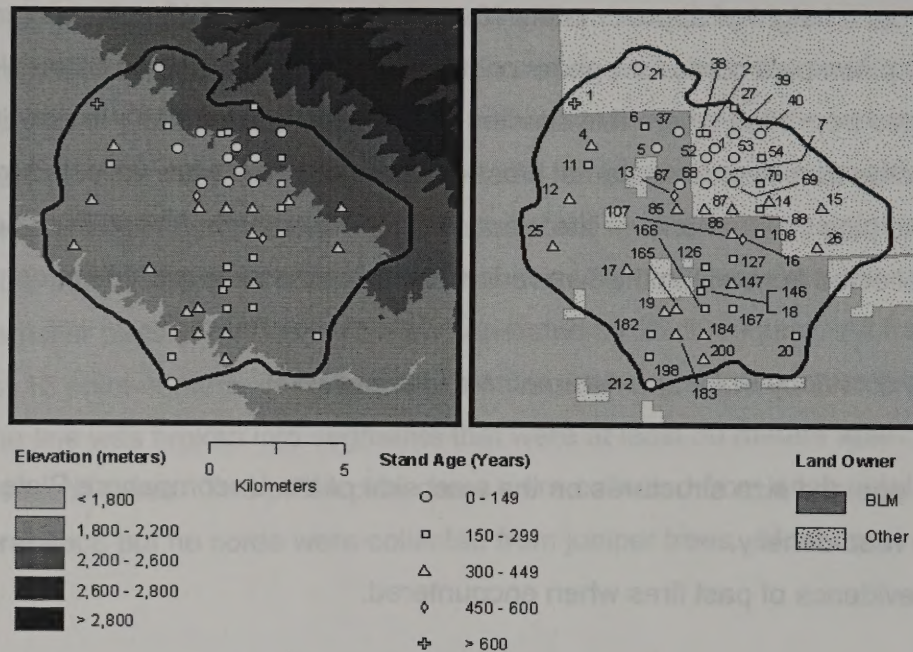 38 2 39
27 40
21
1
6 37 7
4 1 53
5 52 54
11
13 67 68 70
12 69
87 14 15
107 85 88
86
25 166 108 26
165 126 16
17 127
147
19 146
18
182 184 167
20
200
198
212 183
Elevation (meters)
< 1,800
1,800 - 2,200
2,200 - 2,600
2,600 - 2,800
> 2,800
0 5
Kilometers
Stand Age (Years)
0 - 149
150 - 299
300 - 449
450 - 600
> 600
Land Owner
BLM
Other
evidence of past fires when encountered.